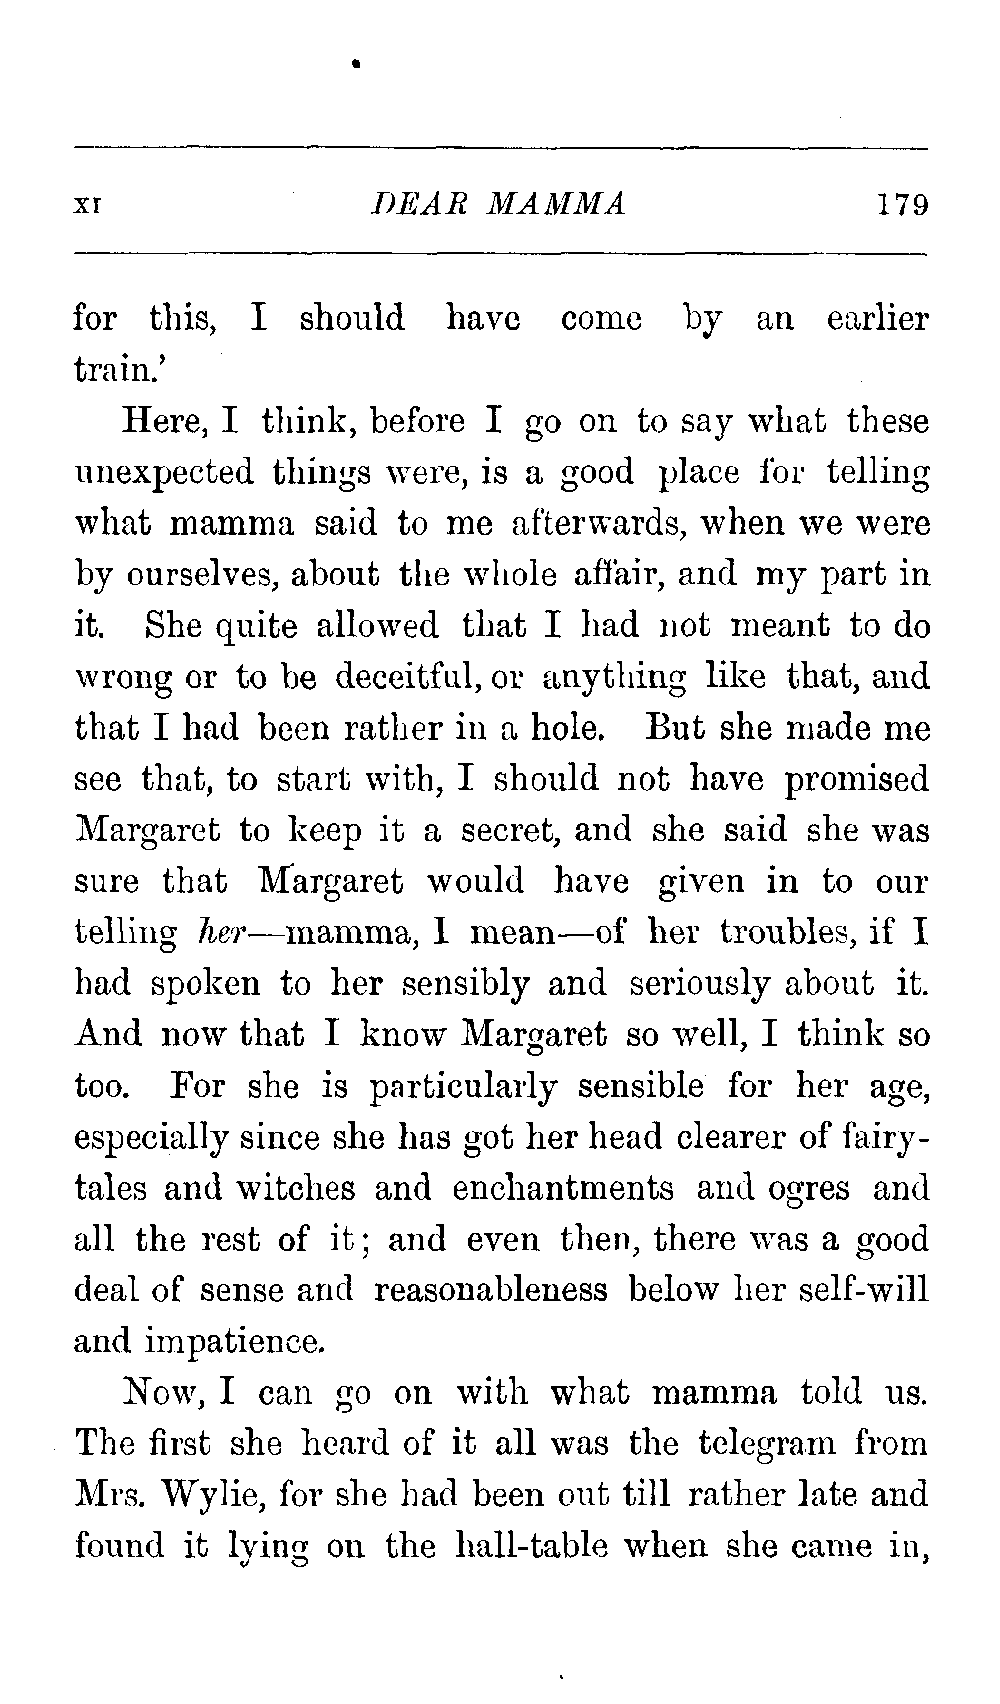 XI DEAR MAMMA 179
for this, I should have come by an earlier
train.’
Here, I think, before I go on to say what these
unexpected things were, is a good place for telling
what mamma said to me afterwards, when we were
by ourselves, about the whole affair, and my part in
it. She quite allowed that I had not meant to do
wrong or to be deceitful, or anything like that, and
that I had been rather in a hole. But she made me
see that, to start with, I should not have promised
Margaret to keep it a secret, and she said she was
sure that Margaret would have given in to our
telling her—mamma, I mean—of her troubles, if I
had spoken to her sensibly and seriously about it.
And now that I know Margaret so well, I think so
too. For she is particularly sensible for her age,
especially since she has got her head clearer of fairy-
tales and witches and enchantments and ogres and
all the rest of it; and even then, there was a good
deal of sense and reasonableness below her self-will
and impatience.
Now, I can go on with what mamma told us.
The first she heard of it all was the telegram from
Mrs. Wylie, for she had been out till rather late and
found it lying on the hall-table when she came in,